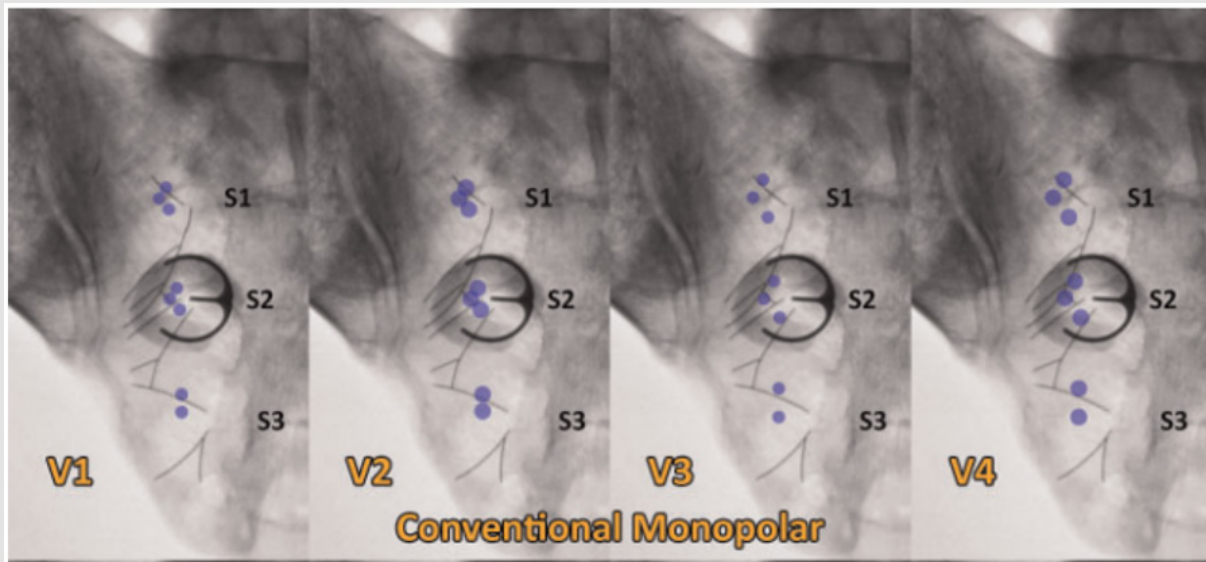 S1 S1 S1 S1
S2 S2 S2 S2
S3 S3 S3 S3
V1 V2 V3 V4
Conventional Monopolar